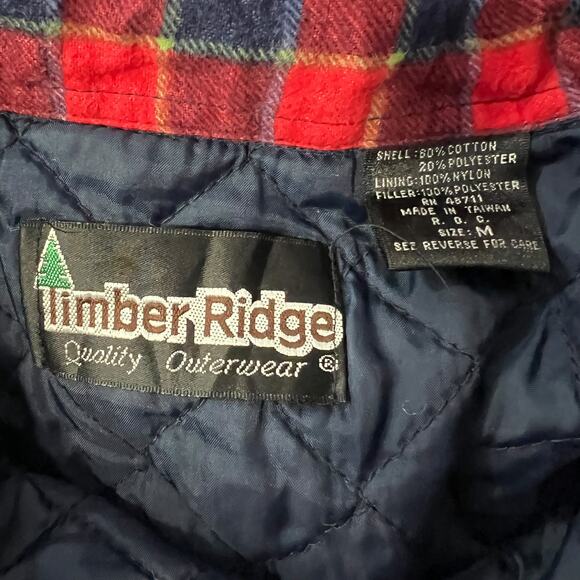 Timber Ridge
Quality Outerwear ®
SHELL:80%COTTON
20%POLYESTER
LINING:100%NYLON
FILLER:100%POLYESTER
RN 48711
MADE IN TAIWAN
R. O. C.
SIZE: M
SEE REVERSE FOR CARE